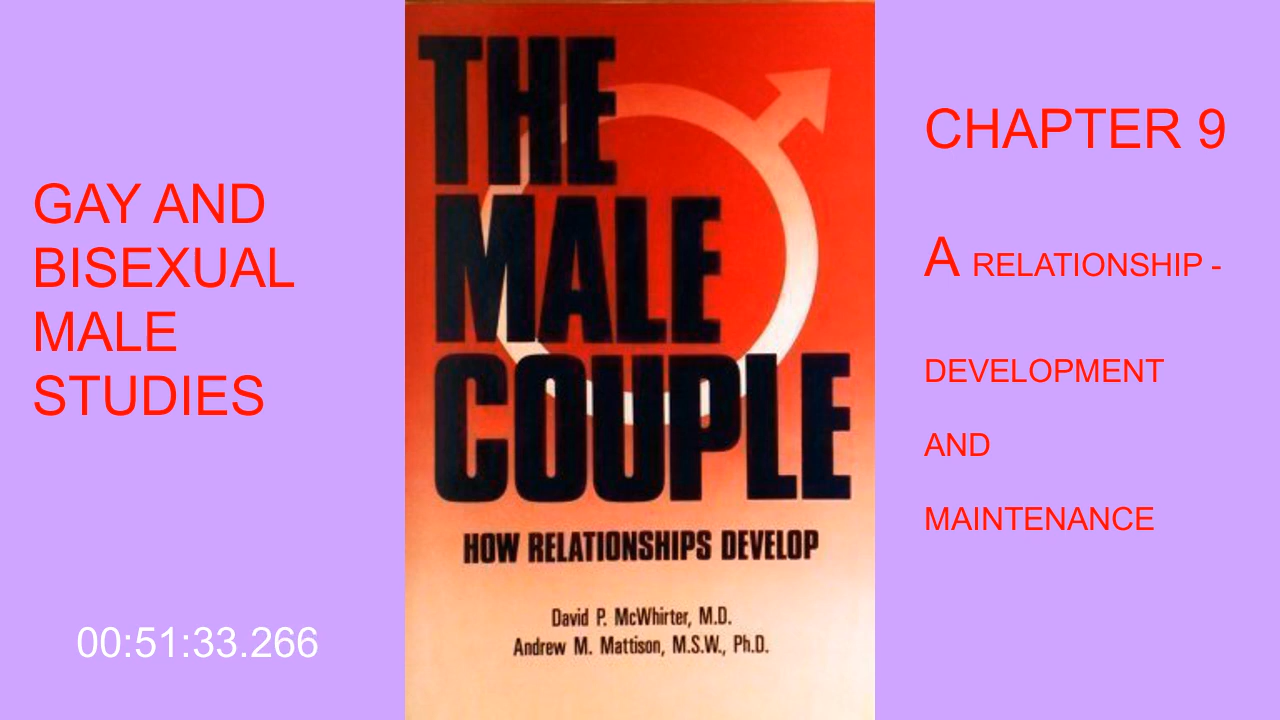 GAY AND
BISEXUAL
MALE
STUDIES
00:51:33.266
THE
MALE
COUPLE
HOW RELATIONSHIPS DEVELOP
David P. McWhirter, M.D.
Andrew M. Mattison, M.S.W., Ph.D.
CHAPTER 9
A RELATIONSHIP -
DEVELOPMENT
AND
MAINTENANCE